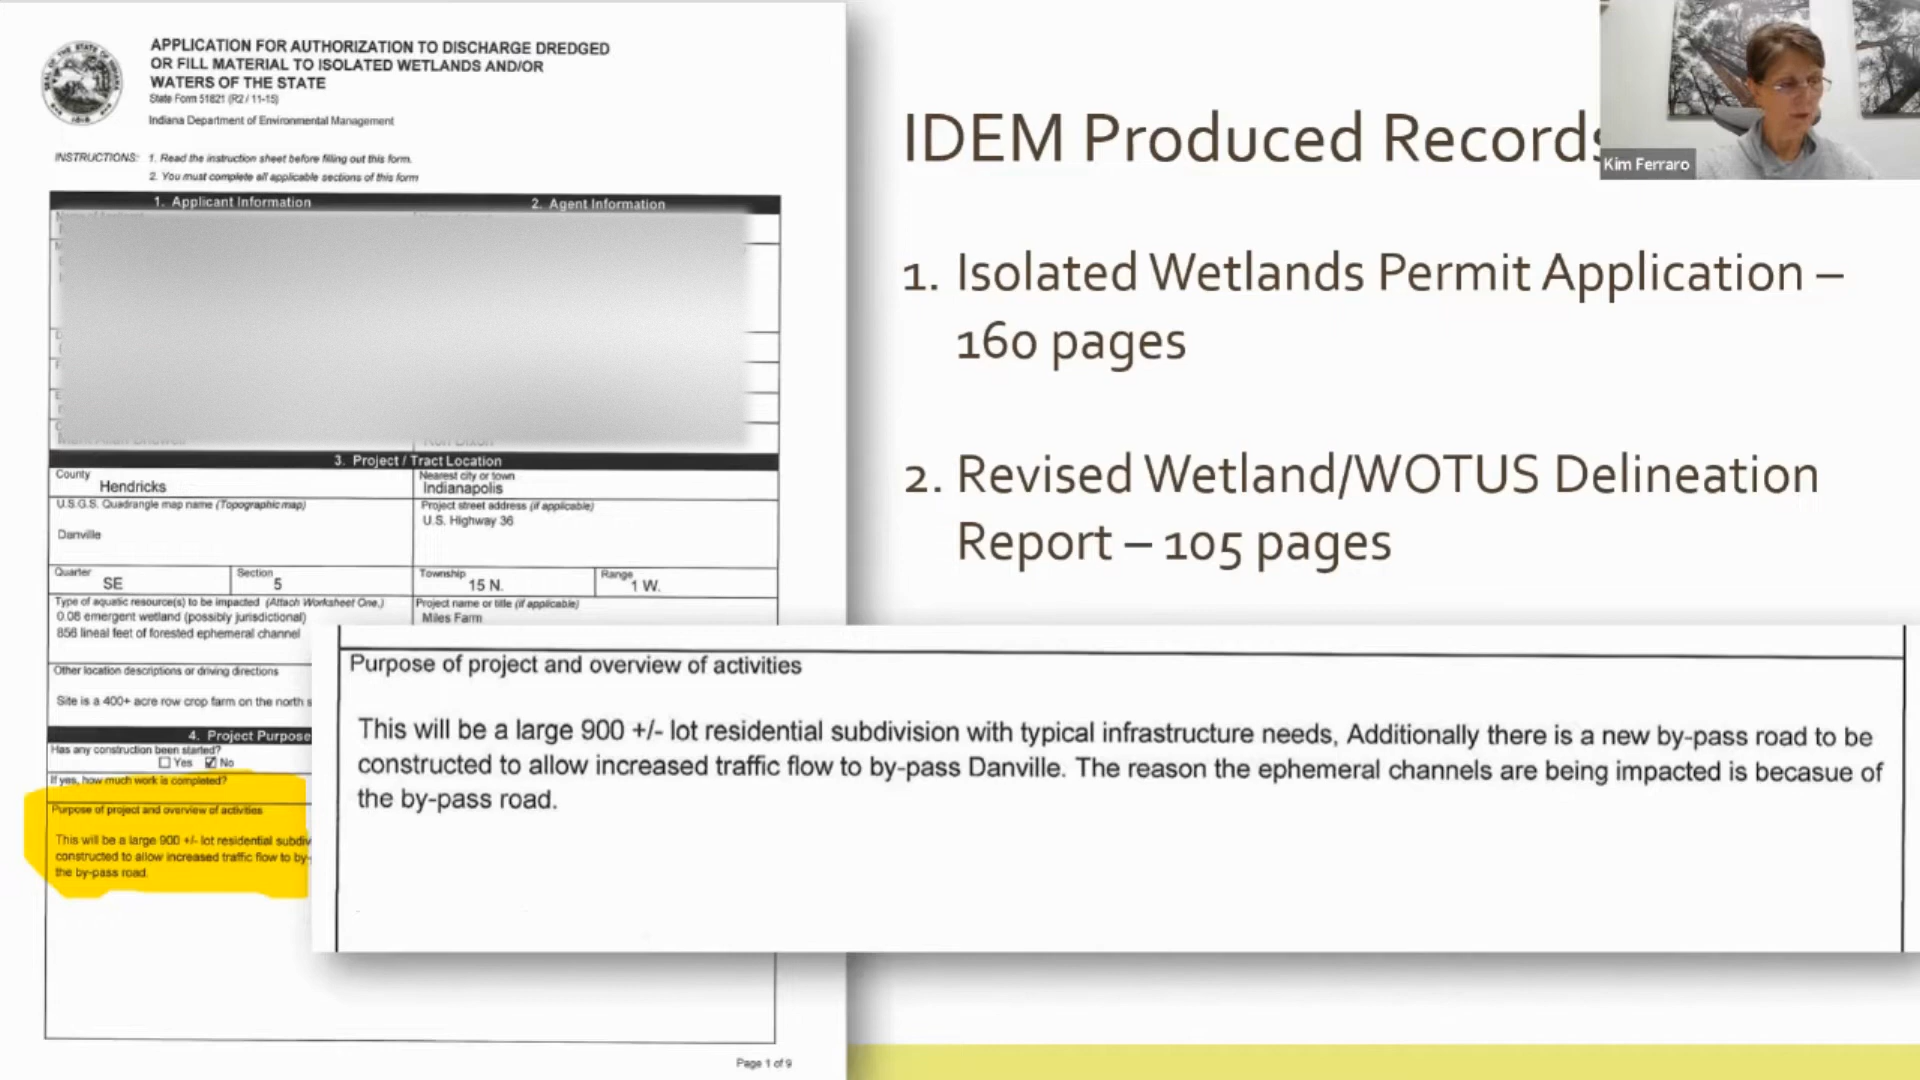 APPLICATION FOR AUTHORIZATION TO DISCHARGE DREDGED
OR FILL MATERIAL TO ISOLATED WETLANDS AND/OR
WATERS OF THE STATE
State Form 51821 (R2 / 11-15)
Indiana Department of Environmental Management
INSTRUCTIONS: 1. Read the instruction sheet before filling out this form.
2. You must complete all applicable sections of this form
1. Applicant Information
2. Agent Information
3. Project / Tract Location
County
Hendricks
Nearest city or town
Indianapolis
U.S.G.S. Quadrangle map name (Topographic map)
Danville
Project street address (if applicable)
U.S. Highway 36
Quarter
SE
Section
5
Township
15 N.
Range
1 W.
Type of aquatic resource(s) to be impacted (Attach Worksheet One.)
0.08 emergent wetland (possibly jurisdictional)
856 lineal feet of forested ephemeral channel
Project name or title (if applicable)
Miles Farm
Other location descriptions or driving directions
Site is a 400+ acre row crop farm on the north s
4. Project Purpose
Has any construction been started?
Yes No
If yes, how much work is completed?
Purpose of project and overview of activities
This will be a large 900 +/- lot residential subdiv
constructed to allow increased traffic flow to by-
the by-pass road.
Page 1 of 9
IDEM Produced Records
Kim Ferraro
1. Isolated Wetlands Permit Application –
160 pages
2. Revised Wetland/WOTUS Delineation
Report – 105 pages
Purpose of project and overview of activities
This will be a large 900 +/- lot residential subdivision with typical infrastructure needs, Additionally there is a new by-pass road to be
constructed to allow increased traffic flow to by-pass Danville. The reason the ephemeral channels are being impacted is becasue of
the by-pass road.